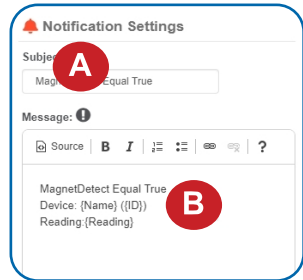 Notification Settings
Subje
A
Magn Equal True
Message:
Source B I ?
MagnetDetect Equal True
Device: {Name} ({ID})
B
Reading:{Reading}